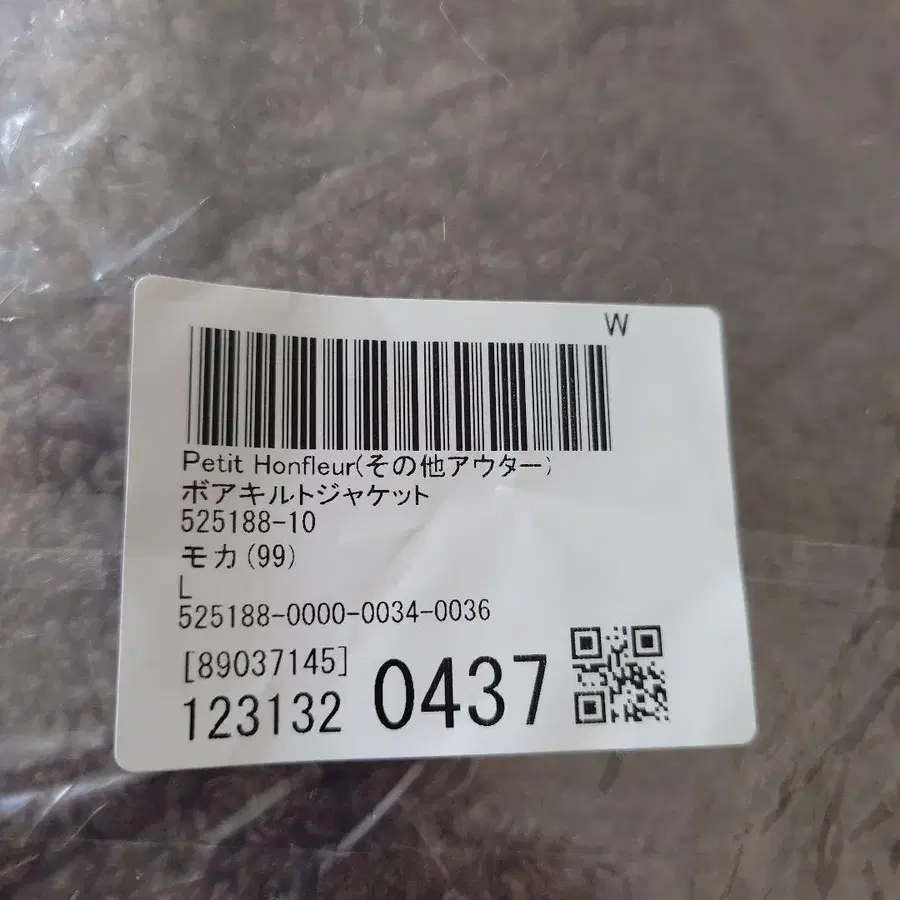 W
Petit Honfleur(その他アウター)
ボアキルトジャケット
525188-10
モカ(99)
L
525188-0000-0034-0036
[89037145]
123132 0437